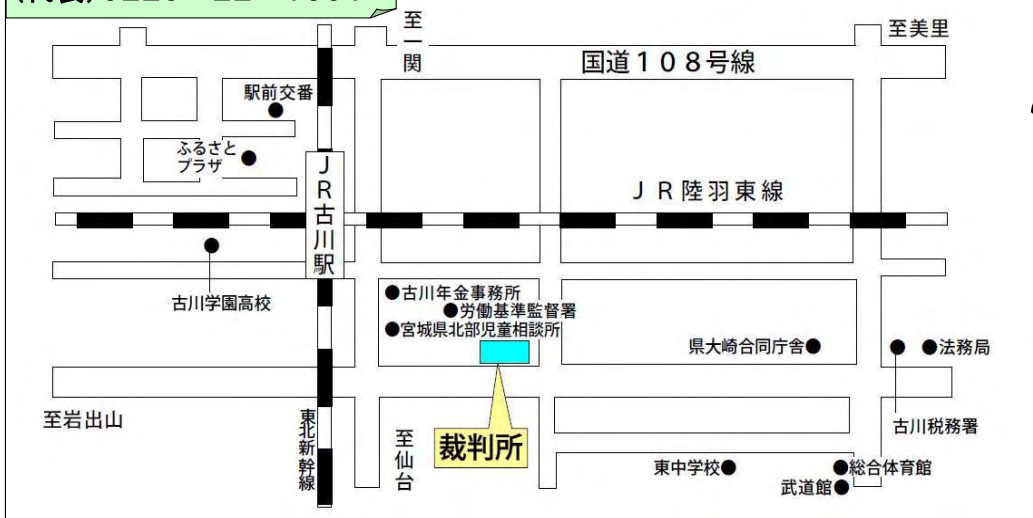 至一関
至美里
国道１０８号線
駅前交番
ふるさと
プラザ
ＪＲ古川駅
ＪＲ陸羽東線
古川学園高校
古川年金事務所
労働基準監督署
宮城県北部児童相談所
県大崎合同庁舎
法務局
至岩出山
東北新幹線
至仙台
裁判所
古川税務署
東中学校
総合体育館
武道館